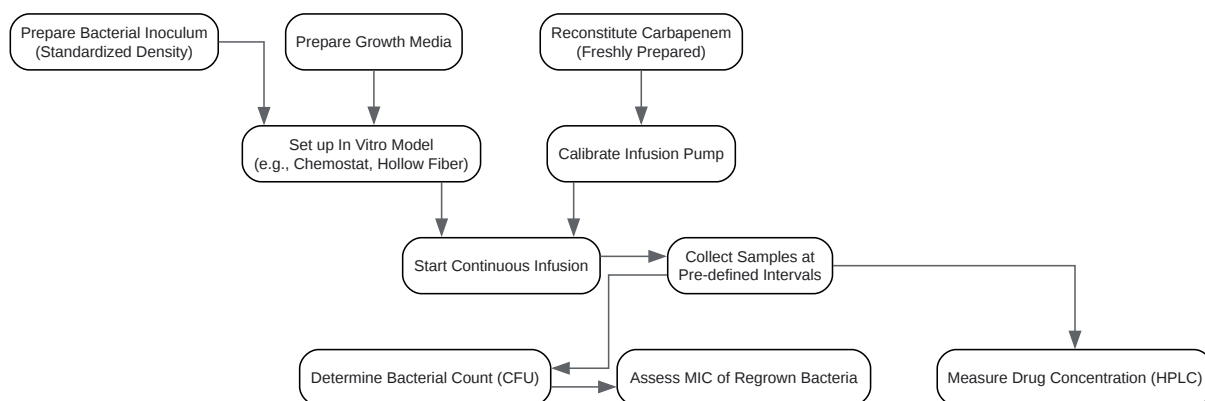 Prepare Bacterial Inoculum
(Standardized Density)
Prepare Growth Media
Reconstitute Carbapenem
(Freshly Prepared)
Set up In Vitro Model
(e.g., Chemostat, Hollow Fiber)
Calibrate Infusion Pump
Start Continuous Infusion
Collect Samples at
Pre-defined Intervals
Determine Bacterial Count (CFU)
Assess MIC of Regrown Bacteria
Measure Drug Concentration (HPLC)